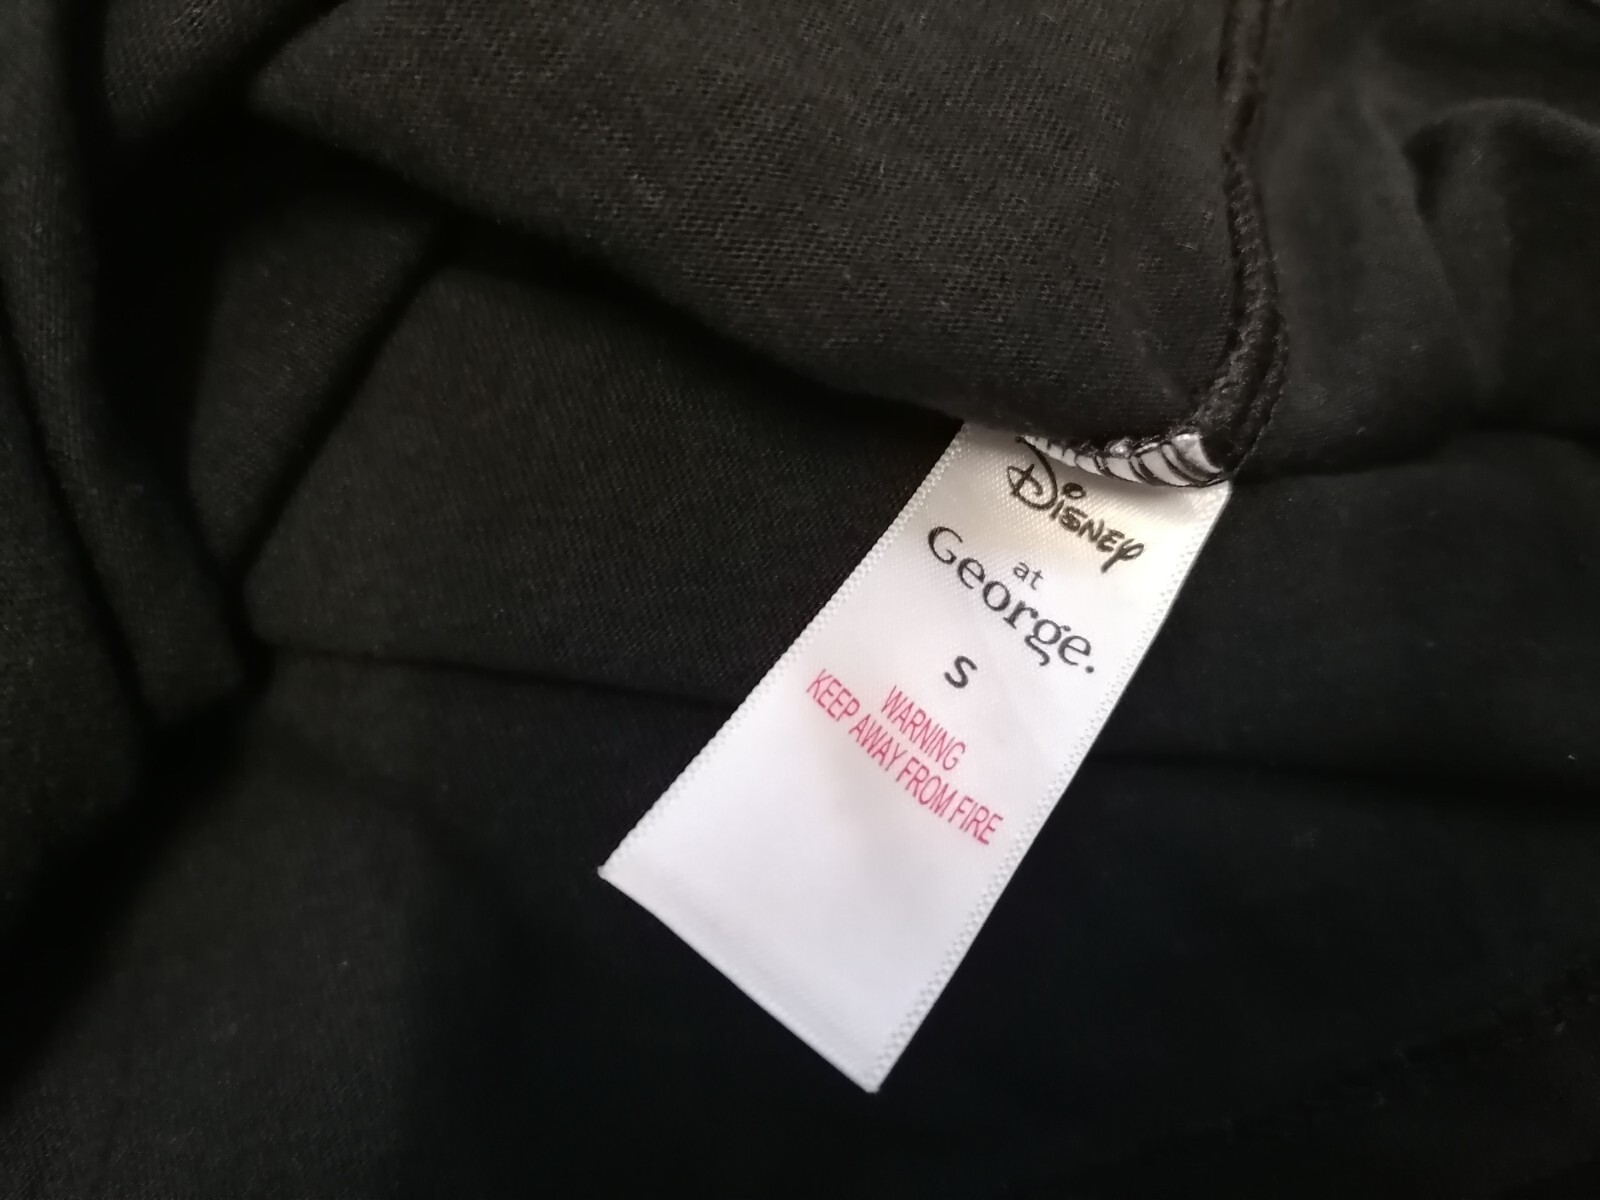 Disney
at
George.
S
WARNING
KEEP AWAY FROM FIRE